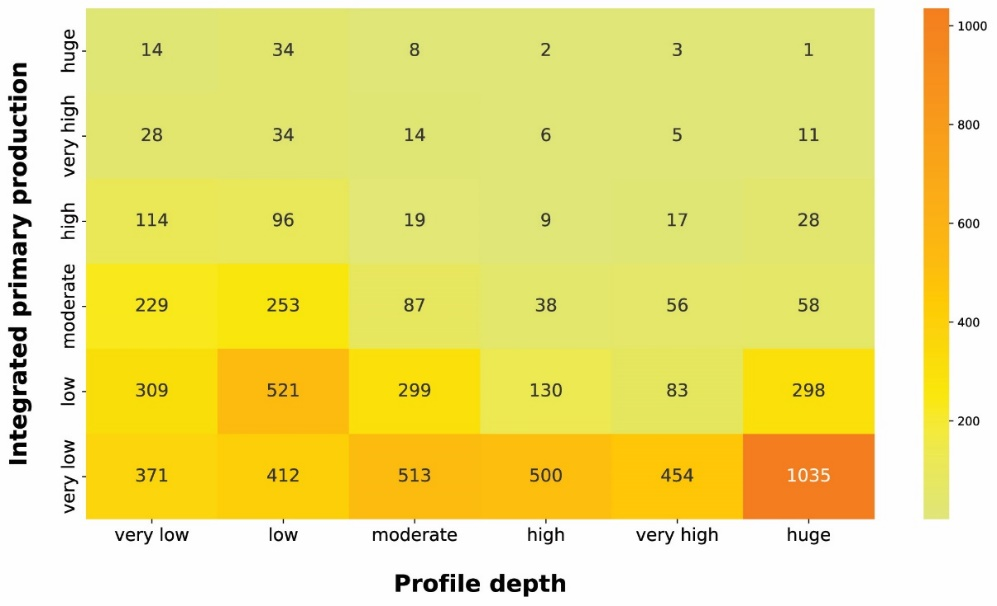 Integrated primary production
huge 14 34 8 2 3 1
very high 28 34 14 6 5 11
high 114 96 19 9 17 28
moderate 229 253 87 38 56 58
low 309 521 299 130 83 298
very low 371 412 513 500 454 1035
very low low moderate high very high huge
Profile depth
1000
800
600
400
200